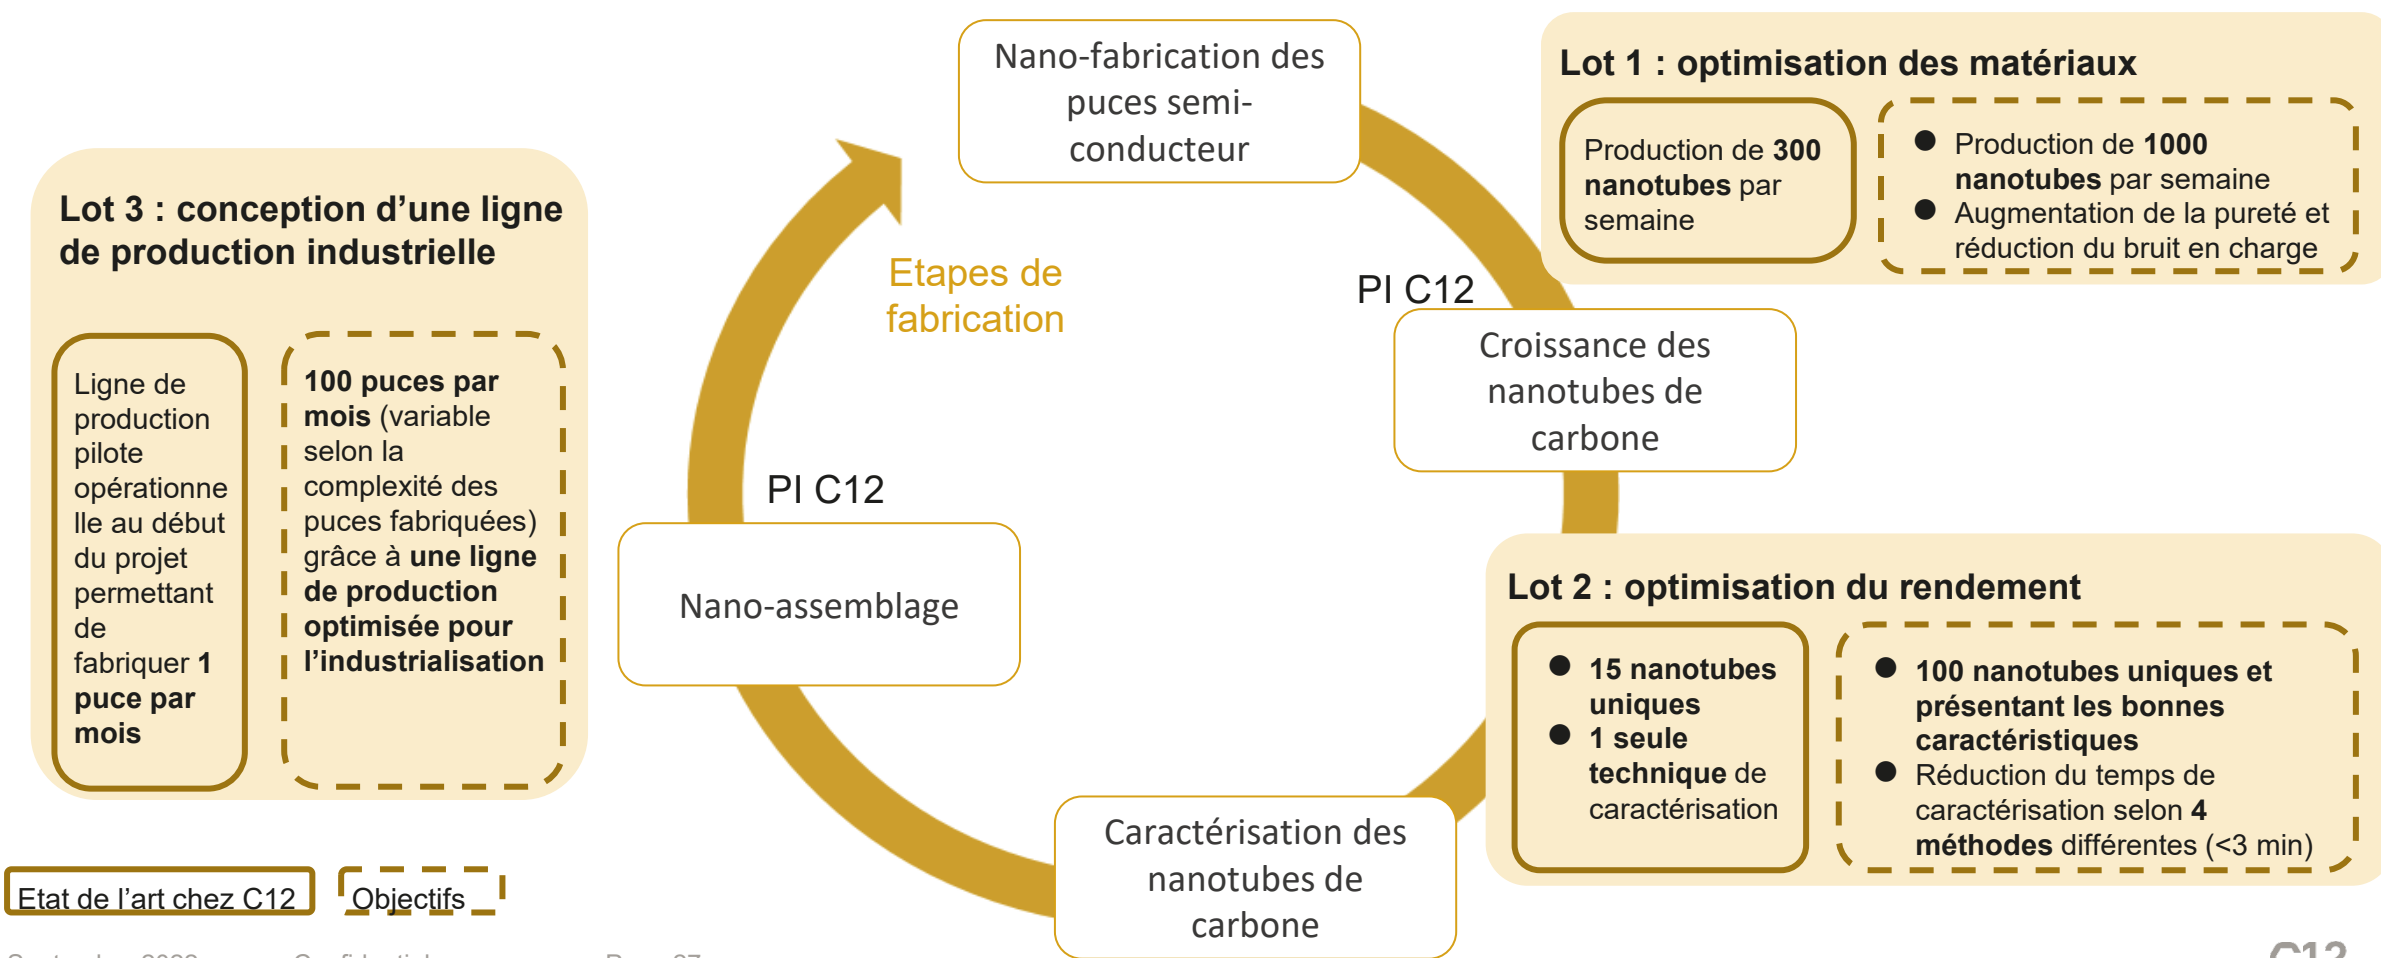 Nano-fabrication des
puces semi-
conducteur
Lot 1 : optimisation des matériaux
Production de 300
nanotubes par
semaine
● Production de 1000
nanotubes par semaine
● Augmentation de la pureté et
réduction du bruit en charge
Lot 3 : conception d’une ligne
de production industrielle
Ligne de
production
pilote
opérationne
lle au début
du projet
permettant
de
fabriquer 1
puce par
mois
100 puces par
mois (variable
selon la
complexité des
puces fabriquées)
grâce à une ligne
de production
optimisée pour
l’industrialisation
Etapes de
fabrication
PI C12
Croissance des
nanotubes de
carbone
PI C12
Nano-assemblage
Lot 2 : optimisation du rendement
● 15 nanotubes
uniques
● 1 seule
technique de
caractérisation
● 100 nanotubes uniques et
présentant les bonnes
caractéristiques
● Réduction du temps de
caractérisation selon 4
méthodes différentes (<3 min)
Caractérisation des
nanotubes de
carbone
Etat de l’art chez C12
Objectifs
C12